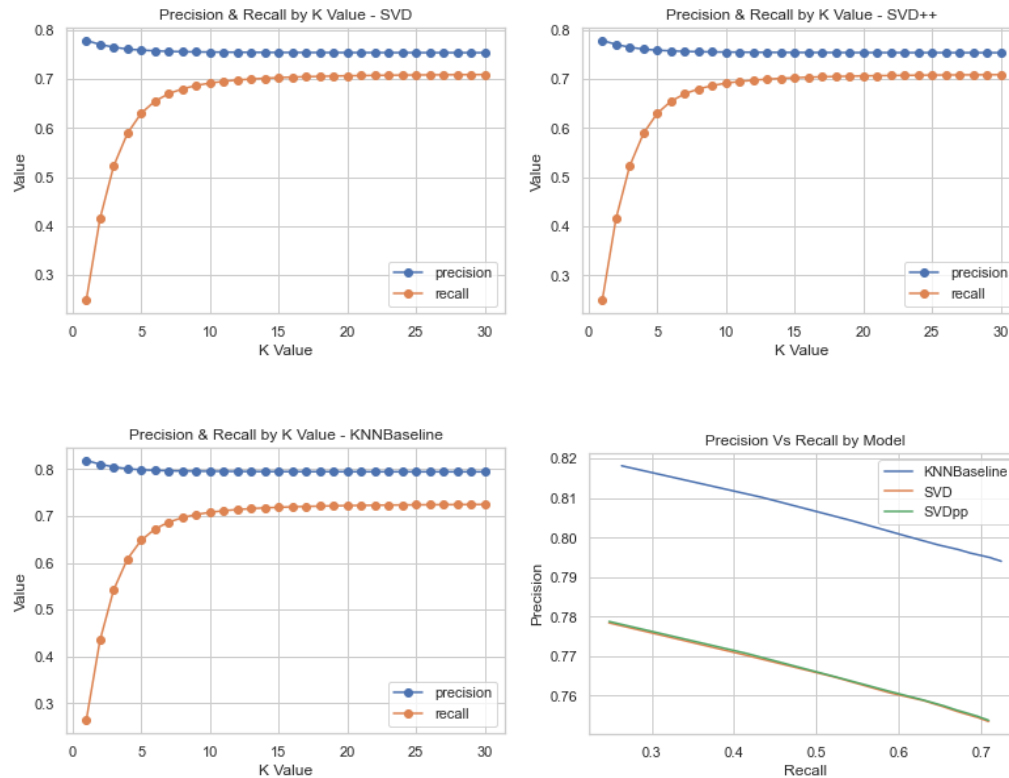 Precision & Recall by K Value - SVD
0.8
0.7
0.6
0.5
0.4
0.3
Value
precision
recall
0
5
10
15
20
25
30
K Value
Precision & Recall by K Value - SVD++
0.8
0.7
0.6
0.5
0.4
0.3
Value
precision
recall
0
5
10
15
20
25
30
K Value
Precision & Recall by K Value - KNNBaseline
0.8
0.7
0.6
0.5
0.4
0.3
Value
precision
recall
0
5
10
15
20
25
30
K Value
Precision Vs Recall by Model
0.82
0.81
0.80
0.79
0.78
0.77
0.76
Precision
KNNBaseline
SVD
SVDpp
0.3
0.4
0.5
0.6
0.7
Recall